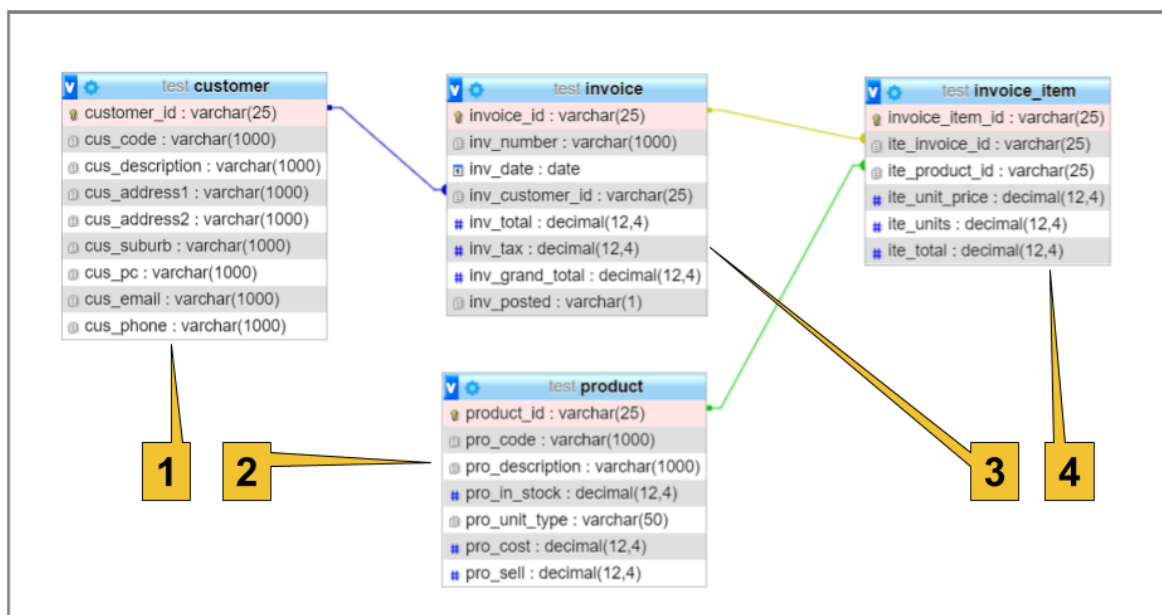 test customer
customer_id : varchar(25)
cus_code : varchar(1000)
cus_description : varchar(1000)
cus_address1 : varchar(1000)
cus_address2 : varchar(1000)
cus_suburb : varchar(1000)
cus_pc : varchar(1000)
cus_email : varchar(1000)
cus_phone : varchar(1000)
test invoice
invoice_id : varchar(25)
inv_number : varchar(1000)
inv_date : date
inv_customer_id : varchar(25)
inv_total : decimal(12,4)
inv_tax : decimal(12,4)
inv_grand_total : decimal(12,4)
inv_posted : varchar(1)
test invoice_item
invoice_item_id : varchar(25)
ite_invoice_id : varchar(25)
ite_product_id : varchar(25)
ite_unit_price : decimal(12,4)
ite_units : decimal(12,4)
ite_total : decimal(12,4)
test product
product_id : varchar(25)
pro_code : varchar(1000)
pro_description : varchar(1000)
pro_in_stock : decimal(12,4)
pro_unit_type : varchar(50)
pro_cost : decimal(12,4)
pro_sell : decimal(12,4)
1
2
3
4